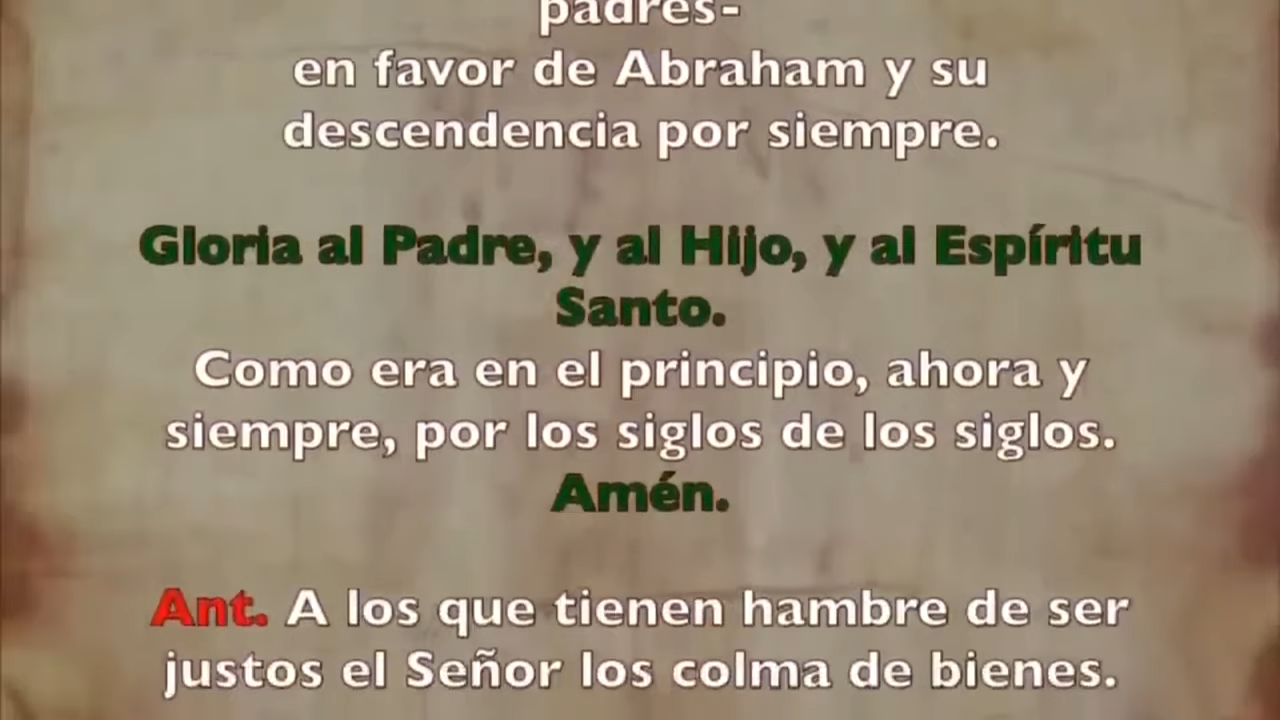 padres-
en favor de Abraham y su
descendencia por siempre.
Gloria al Padre, y al Hijo, y al Espíritu
Santo.
Como era en el principio, ahora y
siempre, por los siglos de los siglos.
Amén.
Ant. A los que tienen hambre de ser
justos el Señor los colma de bienes.